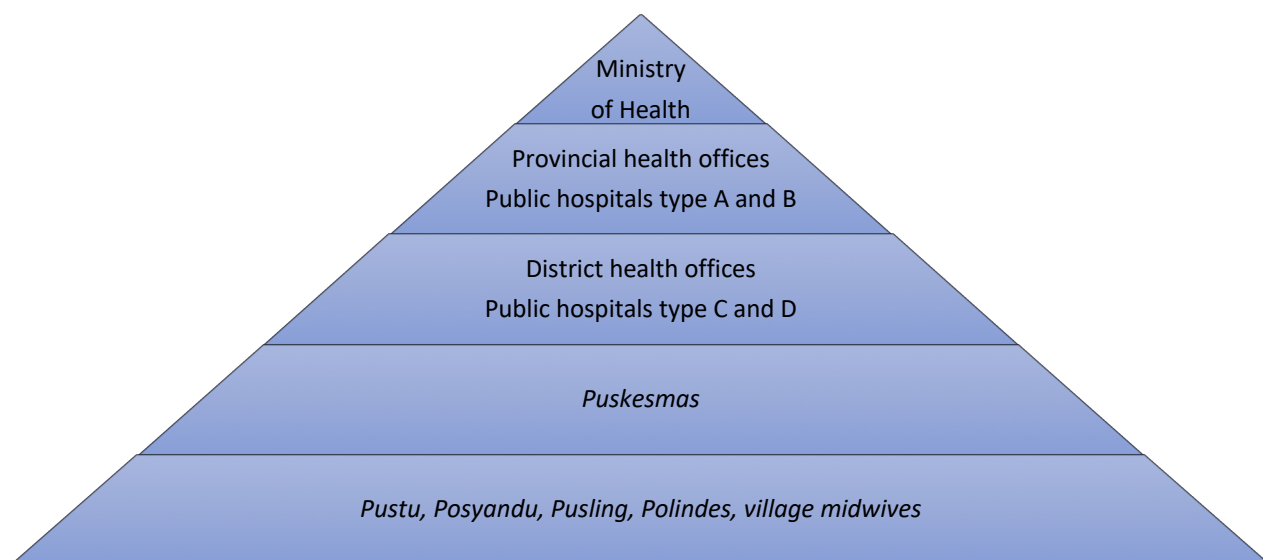 Ministry
of Health
Provincial health offices
Public hospitals type A and B
District health offices
Public hospitals type C and D
Puskesmas
Pustu, Posyandu, Pusling, Polindes, village midwives